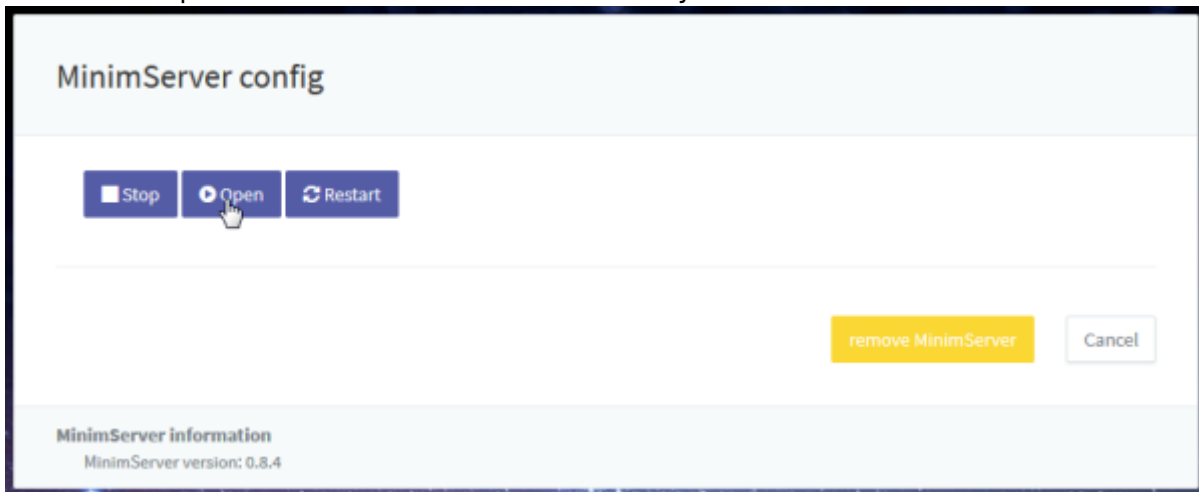 MinimServer config
Stop Open Restart
remove MinimServer Cancel
MinimServer information
MinimServer version: 0.8.4